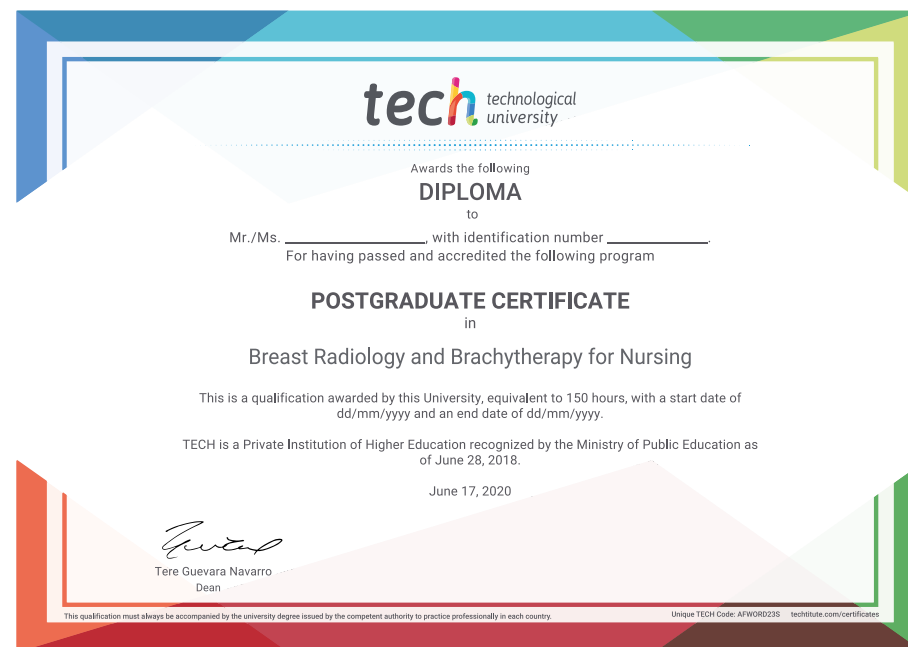 tech technological
university
Awards the following
DIPLOMA
to
Mr./Ms. ____________________, with identification number ______________.
For having passed and accredited the following program
POSTGRADUATE CERTIFICATE
in
Breast Radiology and Brachytherapy for Nursing
This is a qualification awarded by this University, equivalent to 150 hours, with a start date of
dd/mm/yyyy and an end date of dd/mm/yyyy.
TECH is a Private Institution of Higher Education recognized by the Ministry of Public Education as
of June 28, 2018.
June 17, 2020
Tere Guevara Navarro
Dean
This qualification must always be accompanied by the university degree issued by the competent authority to practice professionally in each country.
Unique TECH Code: AFWORD23S techtitute.com/certificates